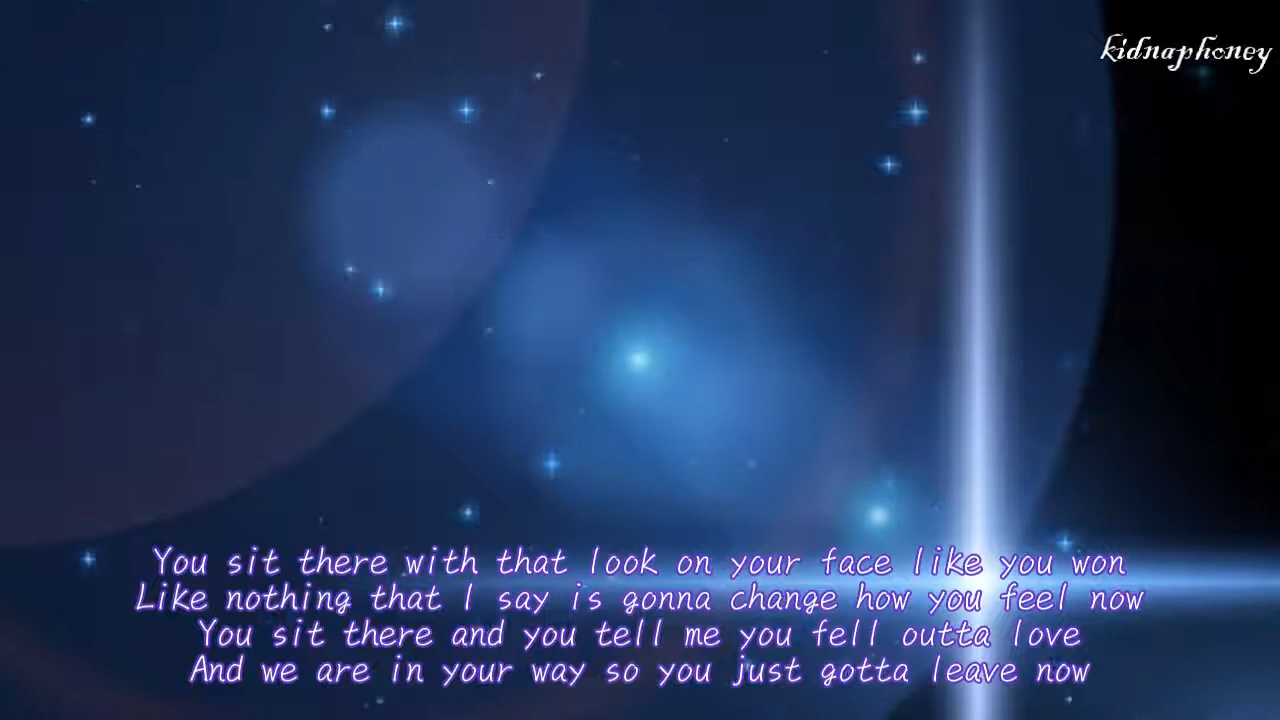 kidnaphoney
You sit there with that look on your face like you won
Like nothing that I say is gonna change how you feel now
You sit there and you tell me you fell outta love
And we are in your way so you just gotta leave now